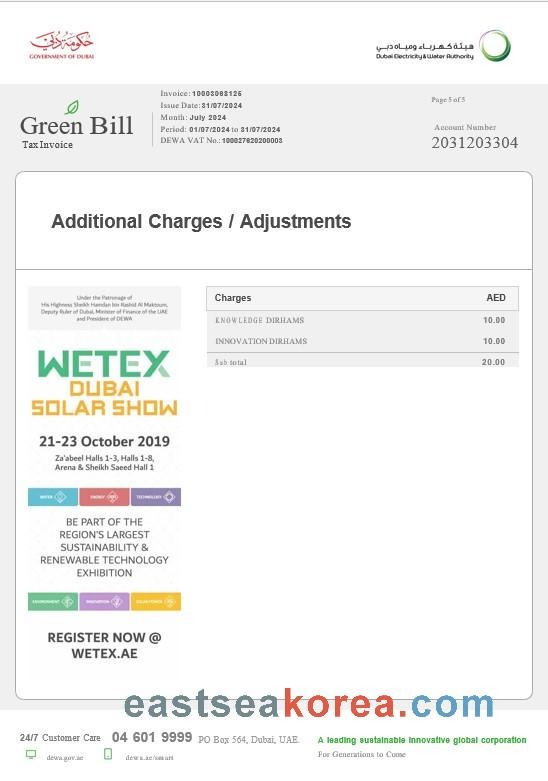 حكومة دبي
GOVERNMENT OF DUBAI
هيئة كهرباء ومياه دبي
Dubai Electricity & Water Authority
Green Bill
Tax Invoice
Invoice: 10003068125
Issue Date: 31/07/2024
Month: July 2024
Period: 01/07/2024 to 31/07/2024
DEWA VAT No.: 100027620200003
Page 5 of 5
Account Number
2031203304
Additional Charges / Adjustments
Under the Patronage of
His Highness Sheikh Hamdan bin Rashid Al Maktoum,
Deputy Ruler of Dubai, Minister of Finance of the UAE
and President of DEWA
WETEX
DUBAI
SOLAR SHOW
21-23 October 2019
Za'abeel Halls 1-3, Halls 1-8,
Arena & Sheikh Saeed Hall 1
WATER ENERGY TECHNOLOGY
BE PART OF THE
REGION'S LARGEST
SUSTAINABILITY &
RENEWABLE TECHNOLOGY
EXHIBITION
ENVIRONMENT INNOVATION SOLAR POWER
REGISTER NOW @
WETEX.AE
Charges AED
KNOWLEDGE DIRHAMS 10.00
INNOVATION DIRHAMS 10.00
Sub total 20.00
eastseakorea.com
24/7 Customer Care 04 601 9999 PO Box 564, Dubai, UAE.
dewa.gov.ae dewa.ae/smart
A leading sustainable innovative global corporation
For Generations to Come